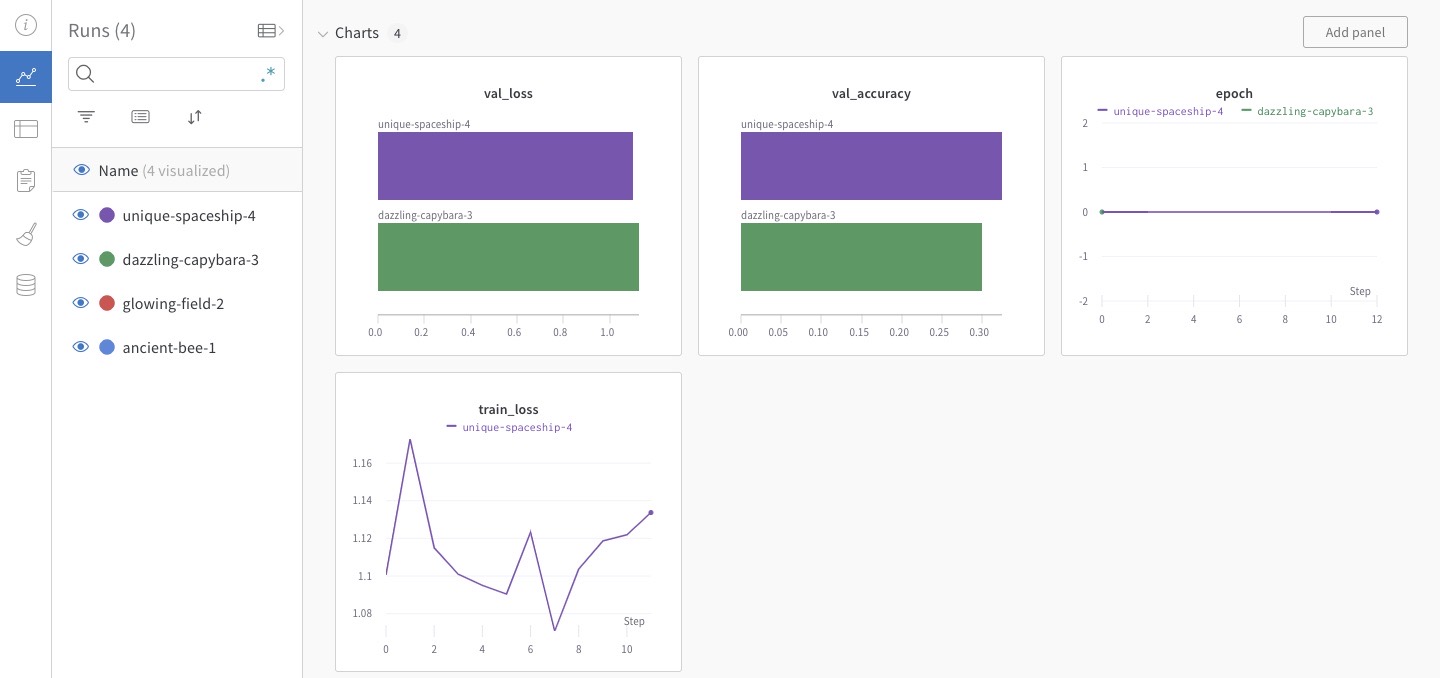 Runs (4)
.*
Name (4 visualized)
unique-spaceship-4
dazzling-capybara-3
glowing-field-2
ancient-bee-1
Charts 4
Add panel
val_loss
unique-spaceship-4
dazzling-capybara-3
0.0 0.2 0.4 0.6 0.8 1.0
val_accuracy
unique-spaceship-4
dazzling-capybara-3
0.00 0.05 0.10 0.15 0.20 0.25 0.30
epoch
unique-spaceship-4 dazzling-capybara-3
2
1
0
-1
-2
Step
0 2 4 6 8 10 12
train_loss
unique-spaceship-4
1.16
1.14
1.12
1.1
1.08
Step
0 2 4 6 8 10